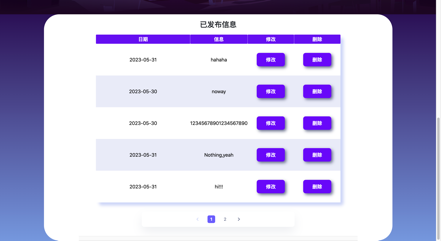 已发布信息
日期 信息 修改 删除
2023-05-31 hahaha 修改 删除
2023-05-30 noway 修改 删除
2023-05-30 12345678901234567890 修改 删除
2023-05-31 Nothing,yeah 修改 删除
2023-05-31 hi!!! 修改 删除
< 1 2 >